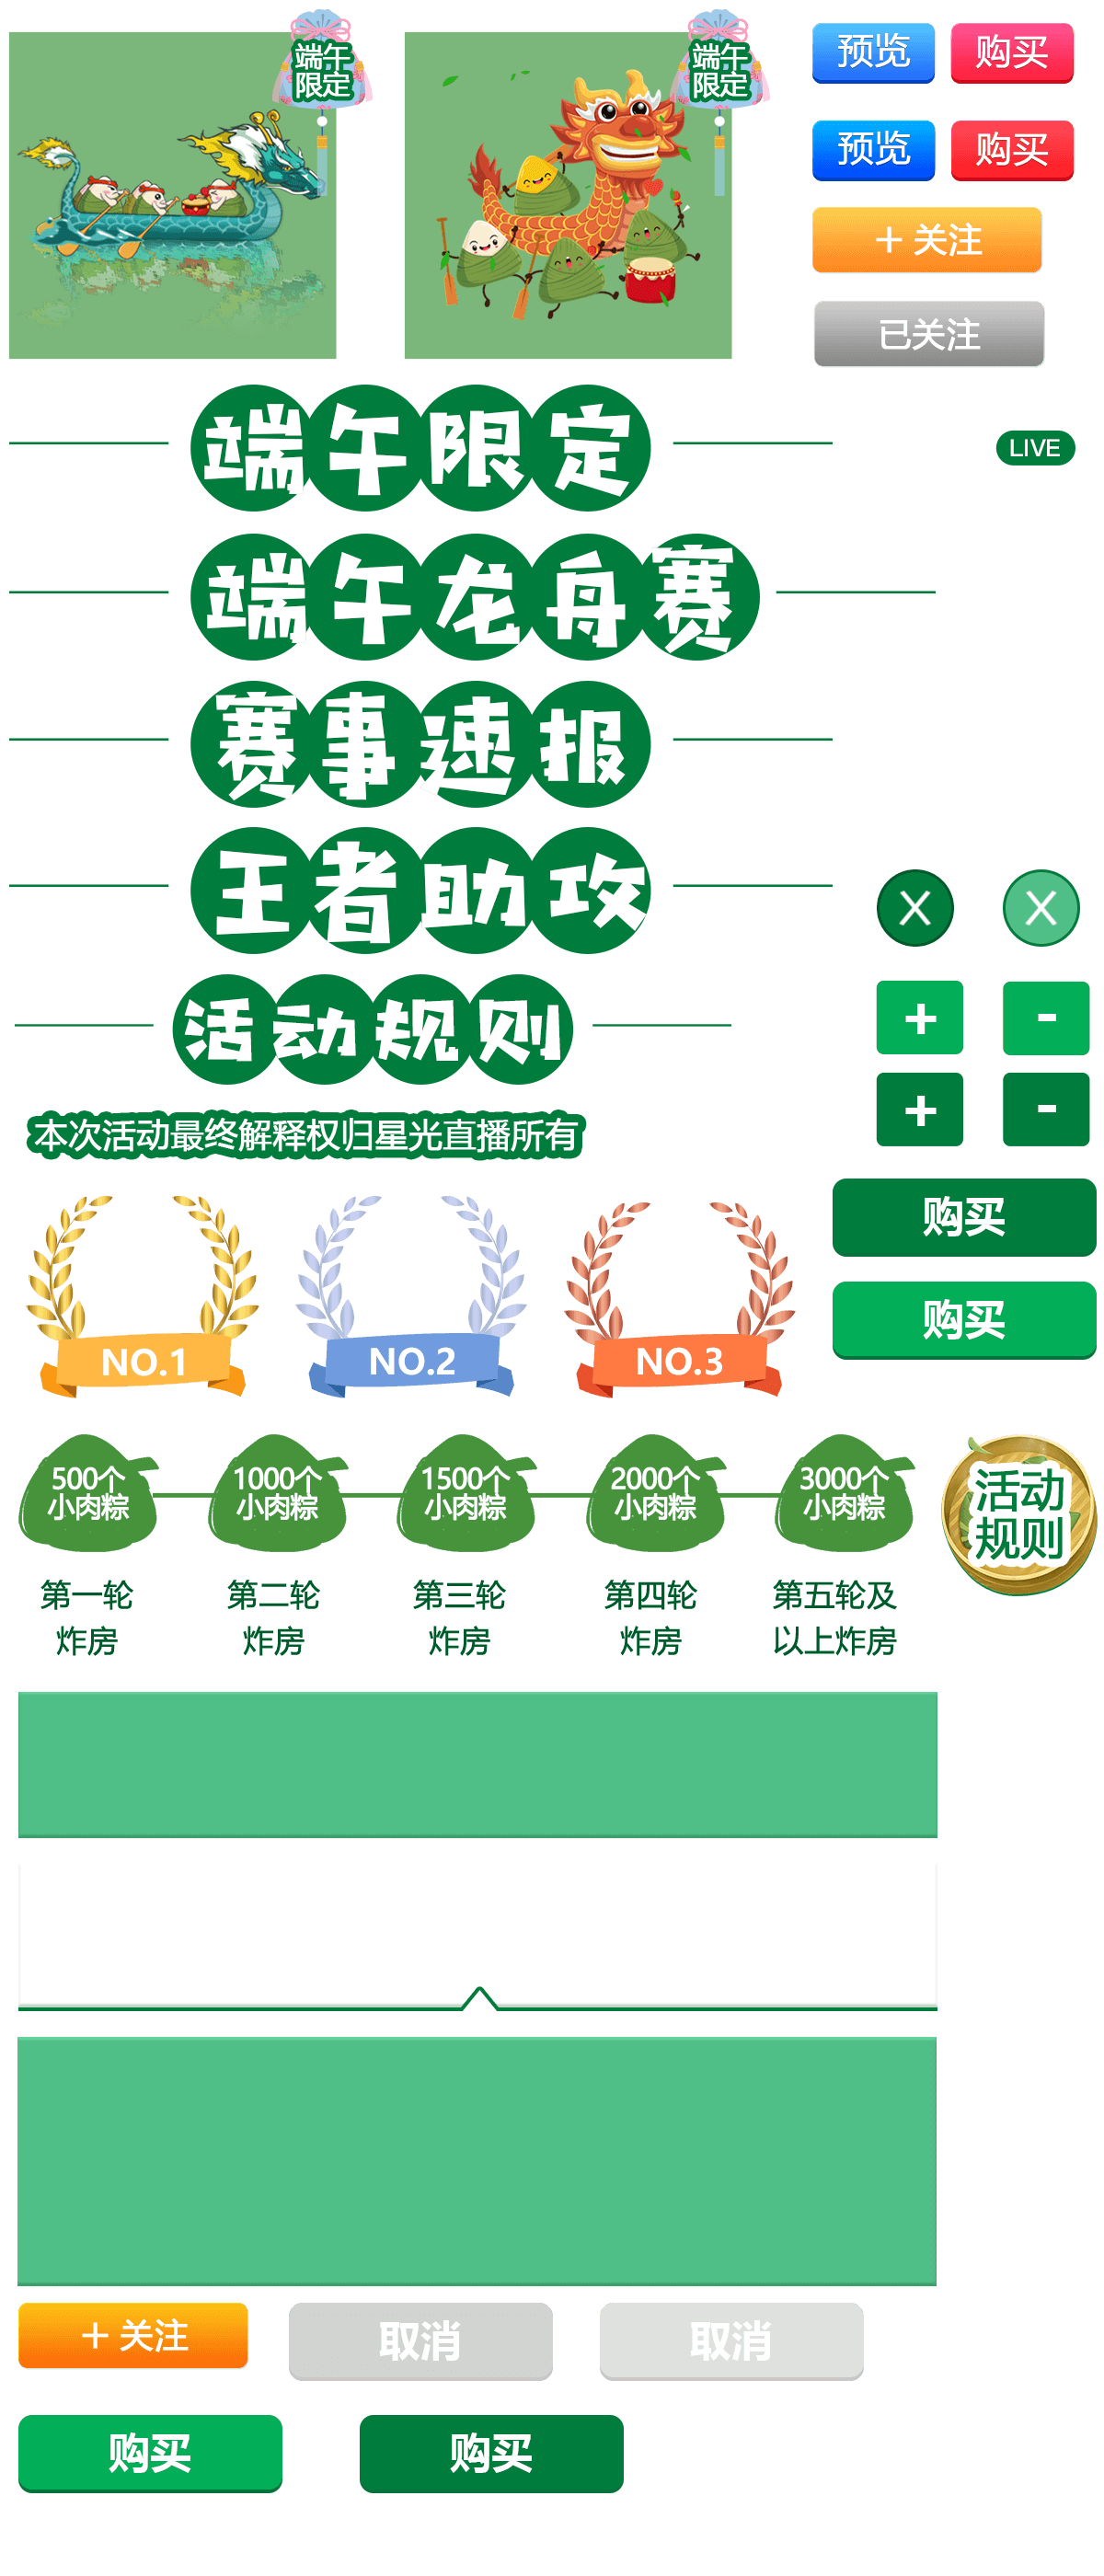 端午
限定
端午
限定
预览
购买
预览
购买
+ 关注
已关注
端午限定
LIVE
端午龙舟赛
赛事速报
王者助攻
X
X
活动规则
+
-
+
-
本次活动最终解释权归星光直播所有
购买
购买
NO.1
NO.2
NO.3
500个
小肉粽
1000个
小肉粽
1500个
小肉粽
2000个
小肉粽
3000个
小肉粽
活动
规则
第一轮
炸房
第二轮
炸房
第三轮
炸房
第四轮
炸房
第五轮及
以上炸房
+ 关注
取消
取消
购买
购买